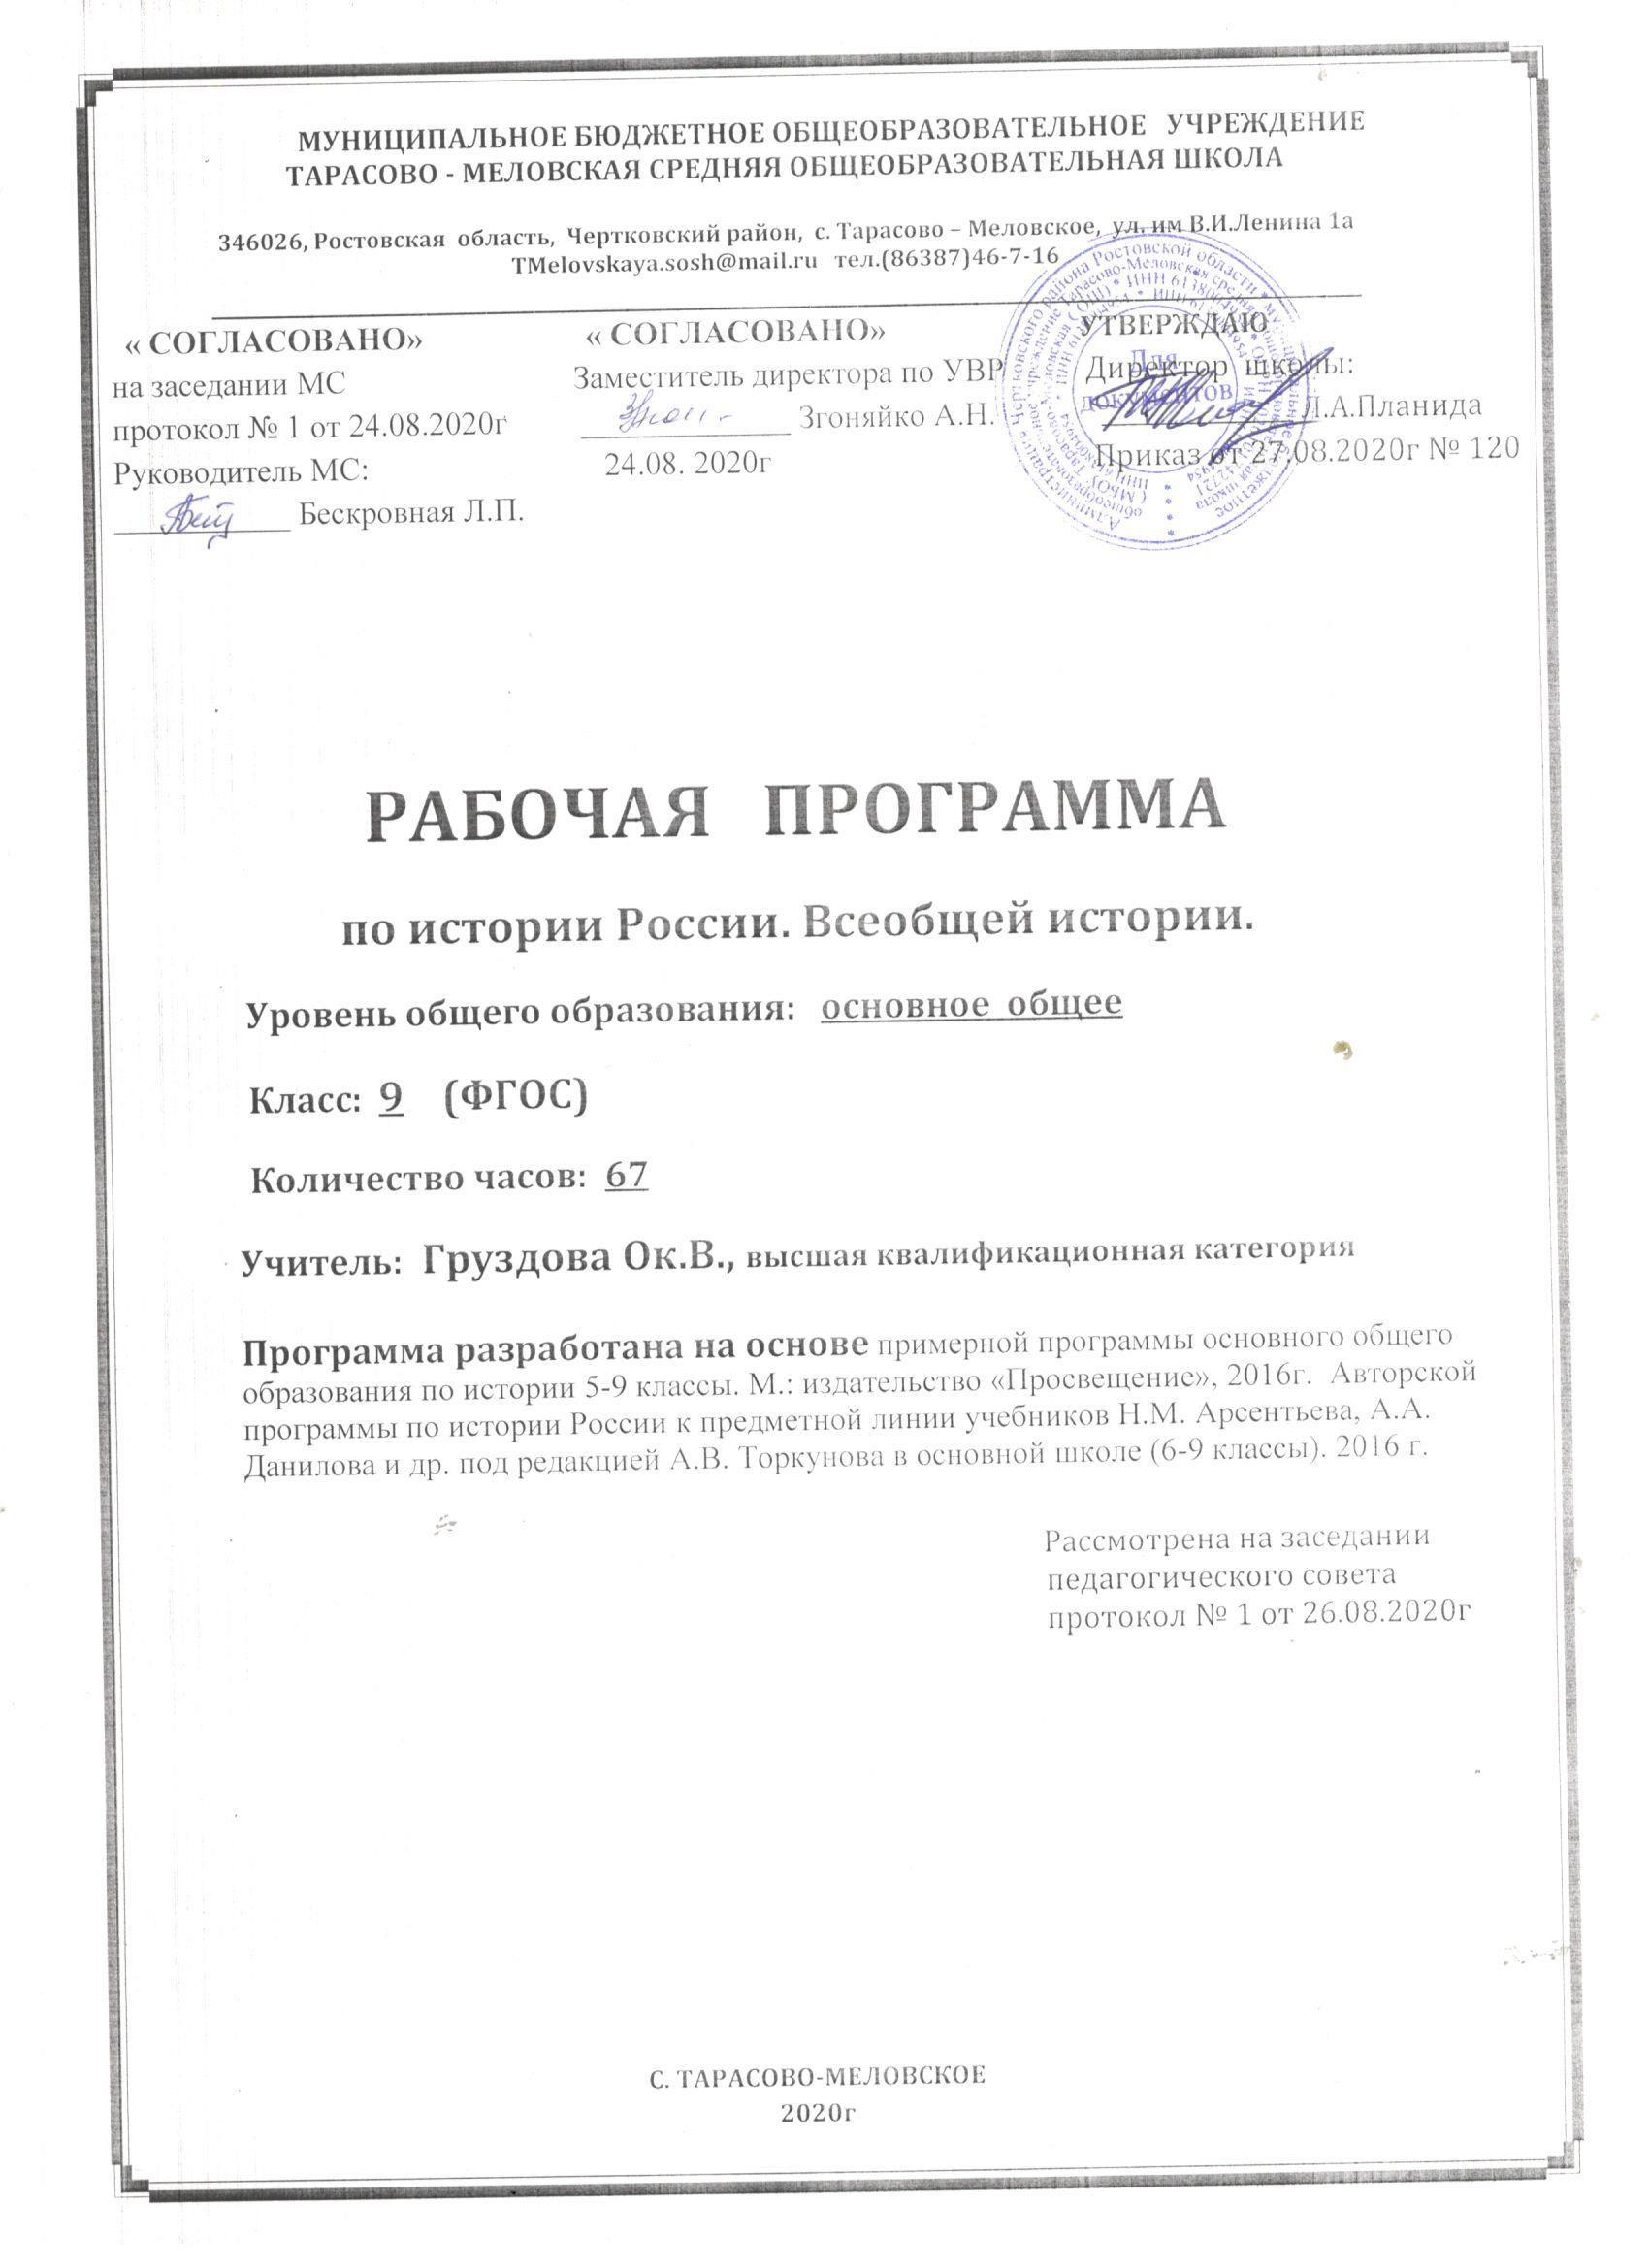 МУНИЦИПАЛЬНОЕ БЮДЖЕТНОЕ ОБЩЕОБРАЗОВАТЕЛЬНОЕ УЧРЕЖДЕНИЕ
ТАРАСОВО - МЕЛОВСКАЯ СРЕДНЯЯ ОБЩЕОБРАЗОВАТЕЛЬНАЯ ШКОЛА
346026, Ростовская область, Чертковский район, с. Тарасово – Меловское, ул. им В.И.Ленина 1а
TMelovskaya.sosh@mail.ru тел.(86387)46-7-16
« СОГЛАСОВАНО»
на заседании МС
протокол № 1 от 24.08.2020г
Руководитель МС:
Бескровная Л.П.
« СОГЛАСОВАНО»
Заместитель директора по УВР
Згоняйко А.Н.
24.08. 2020г
УТВЕРЖДАЮ
Директор школы:
Л.А.Планида
Приказ от 27.08.2020г № 120
Для
документов
РАБОЧАЯ ПРОГРАММА
по истории России. Всеобщей истории.
Уровень общего образования: основное общее
Класс: 9 (ФГОС)
Количество часов: 67
Учитель: Груздова Ок.В., высшая квалификационная категория
Программа разработана на основе примерной программы основного общего
образования по истории 5-9 классы. М.: издательство «Просвещение», 2016г. Авторской
программы по истории России к предметной линии учебников Н.М. Арсентьева, А.А.
Данилова и др. под редакцией А.В. Торкунова в основной школе (6-9 классы). 2016 г.
Рассмотрена на заседании
педагогического совета
протокол № 1 от 26.08.2020г
С. ТАРАСОВО-МЕЛОВСКОЕ
2020г